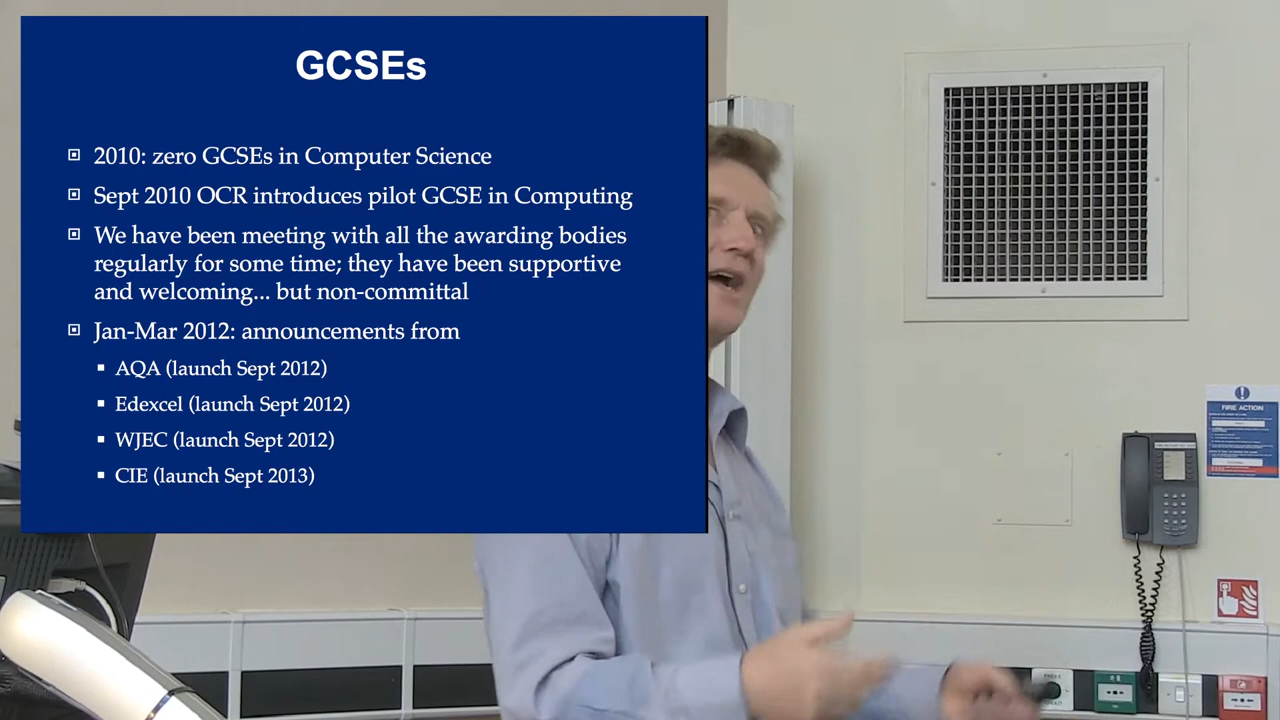 GCSEs
2010: zero GCSEs in Computer Science
Sept 2010 OCR introduces pilot GCSE in Computing
We have been meeting with all the awarding bodies
regularly for some time; they have been supportive
and welcoming... but non-committal
Jan-Mar 2012: announcements from
AQA (launch Sept 2012)
Edexcel (launch Sept 2012)
WJEC (launch Sept 2012)
CIE (launch Sept 2013)
FIRE ACTION